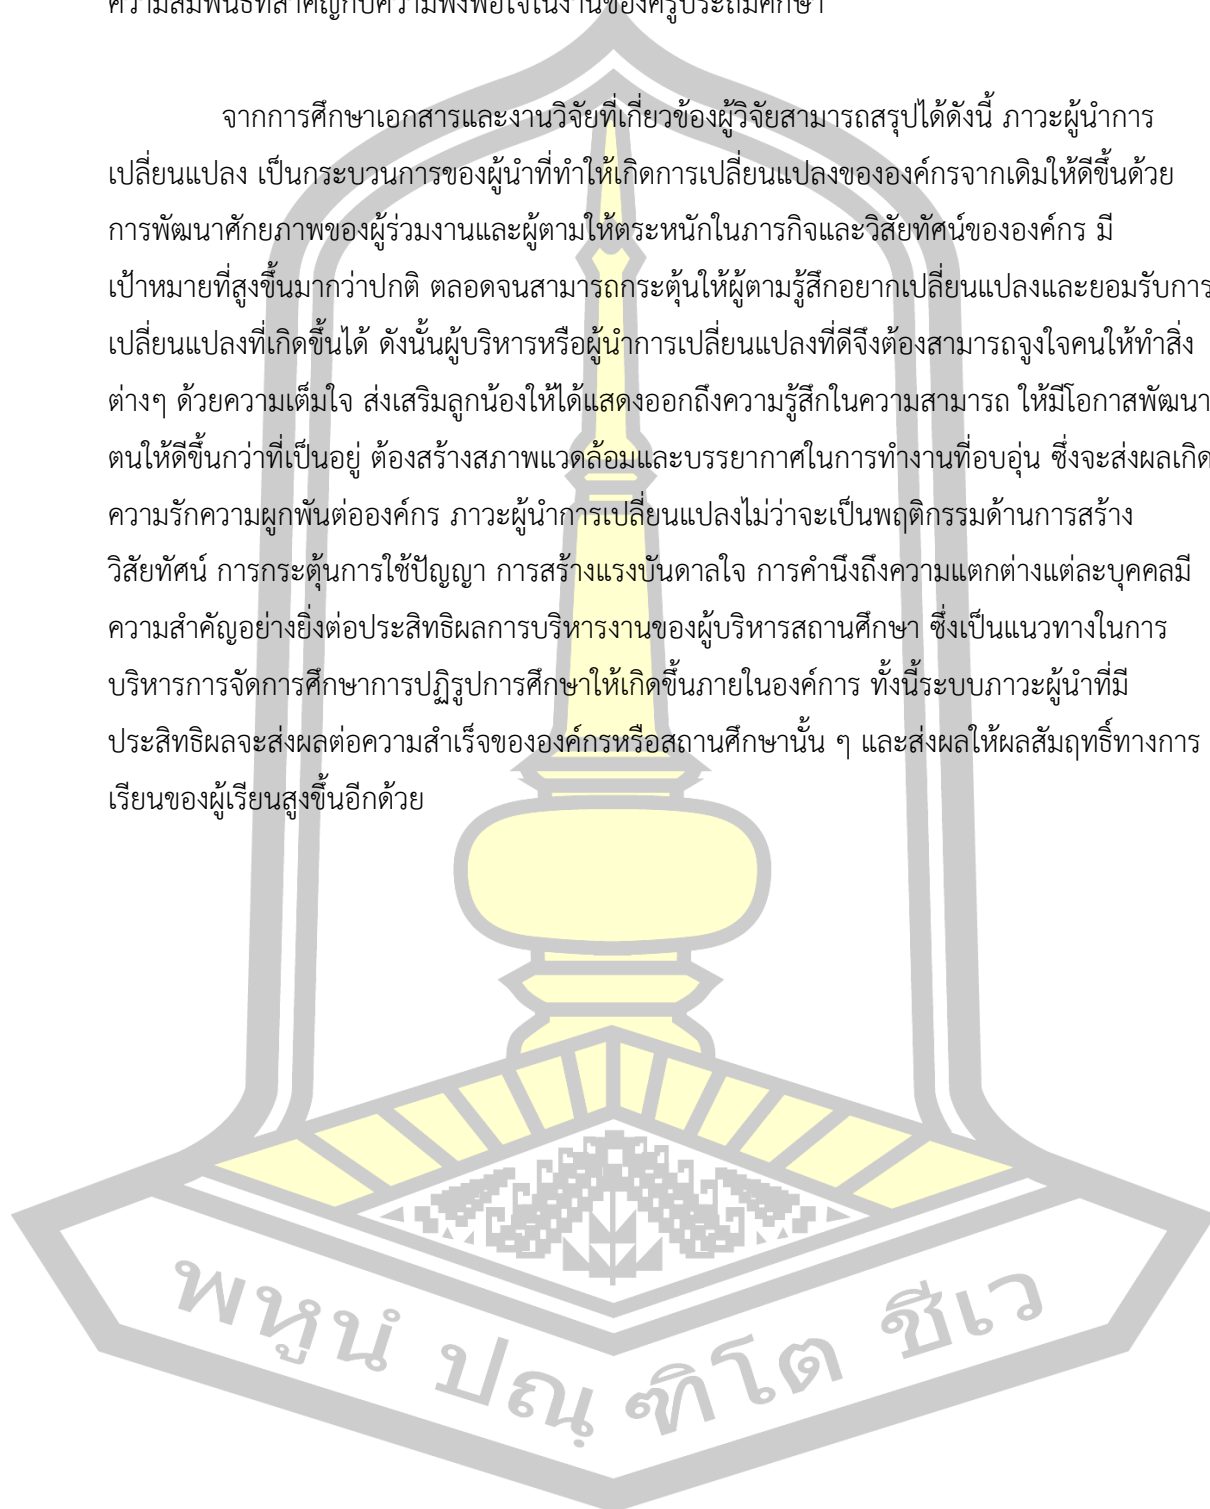 ความสัมพันธ์ที่สำคัญกับความพึงพอใจในงานของครูประถมศึกษา
จากการศึกษาเอกสารและงานวิจัยที่เกี่ยวข้องผู้วิจัยสามารถสรุปได้ดังนี้ ภาวะผู้นำการ
เปลี่ยนแปลง เป็นกระบวนการของผู้นำที่ทำให้เกิดการเปลี่ยนแปลงขององค์กรจากเดิมให้ดีขึ้นด้วย
การพัฒนาศักยภาพของผู้ร่วมงานและผู้ตามให้ตระหนักในภารกิจและวิสัยทัศน์ขององค์กร มี
เป้าหมายที่สูงขึ้นมากว่าปกติ ตลอดจนสามารถกระตุ้นให้ผู้ตามรู้สึกอยากเปลี่ยนแปลงและยอมรับการ
เปลี่ยนแปลงที่เกิดขึ้นได้ ดังนั้นผู้บริหารหรือผู้นำการเปลี่ยนแปลงที่ดีจึงต้องสามารถจูงใจคนให้ทำสิ่ง
ต่างๆ ด้วยความเต็มใจ ส่งเสริมลูกน้องให้ได้แสดงออกถึงความรู้สึกในความสามารถ ให้มีโอกาสพัฒนา
ตนให้ดีขึ้นกว่าที่เป็นอยู่ ต้องสร้างสภาพแวดล้อมและบรรยากาศในการทำงานที่อบอุ่น ซึ่งจะส่งผลเกิด
ความรักความผูกพันต่อองค์กร ภาวะผู้นำการเปลี่ยนแปลงไม่ว่าจะเป็นพฤติกรรมด้านการสร้าง
วิสัยทัศน์ การกระตุ้นการใช้ปัญญา การสร้างแรงบันดาลใจ การคำนึงถึงความแตกต่างแต่ละบุคคลมี
ความสำคัญอย่างยิ่งต่อประสิทธิผลการบริหารงานของผู้บริหารสถานศึกษา ซึ่งเป็นแนวทางในการ
บริหารการจัดการศึกษาการปฏิรูปการศึกษาให้เกิดขึ้นภายในองค์การ ทั้งนี้ระบบภาวะผู้นำที่มี
ประสิทธิผลจะส่งผลต่อความสำเร็จขององค์กรหรือสถานศึกษานั้น ๆ และส่งผลให้ผลสัมฤทธิ์ทางการ
เรียนของผู้เรียนสูงขึ้นอีกด้วย
พหูนํ ปณฺฑิโต ชีเว